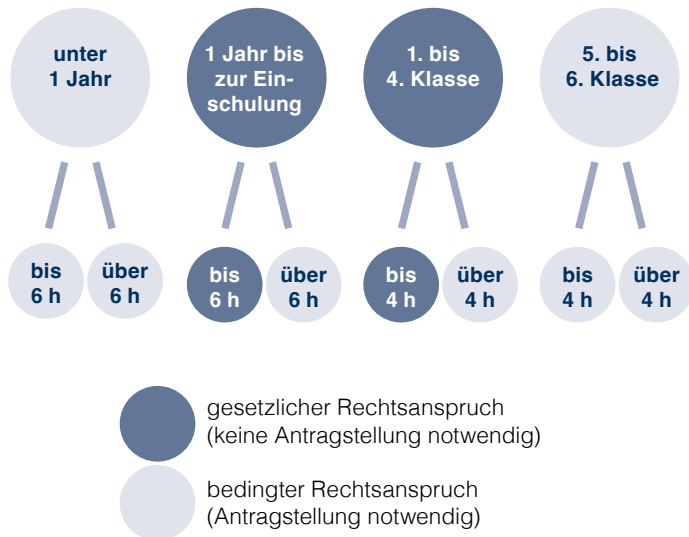 unter
1 Jahr
1 Jahr bis
zur Ein-
schulung
1. bis
4. Klasse
5. bis
6. Klasse
bis
6 h
über
6 h
bis
6 h
über
6 h
bis
4 h
über
4 h
bis
4 h
über
4 h
gesetzlicher Rechtsanspruch
(keine Antragstellung notwendig)
bedingter Rechtsanspruch
(Antragstellung notwendig)